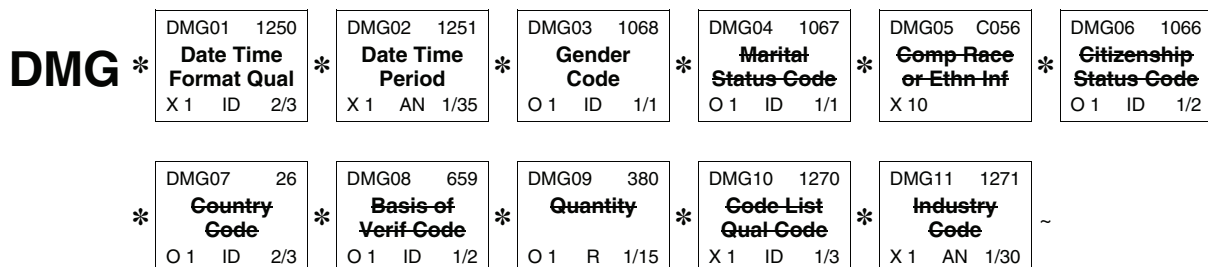 DMG * DMG01 1250 * DMG02 1251 * DMG03 1068 * DMG04 1067 * DMG05 C056 * DMG06 1066
Date Time Date Time Gender Marital Comp Race Citizenship
Format Qual Period Code Status Code or Ethn Inf Status Code
X 1 ID 2/3 X 1 AN 1/35 O 1 ID 1/1 O 1 ID 1/1 X 10 O 1 ID 1/2
* DMG07 26 * DMG08 659 * DMG09 380 * DMG10 1270 * DMG11 1271 ~
Country Basis of Quantity Code List Industry
Code Verif Code Qual Code Code
O 1 ID 2/3 O 1 ID 1/2 O 1 R 1/15 X 1 ID 1/3 X 1 AN 1/30